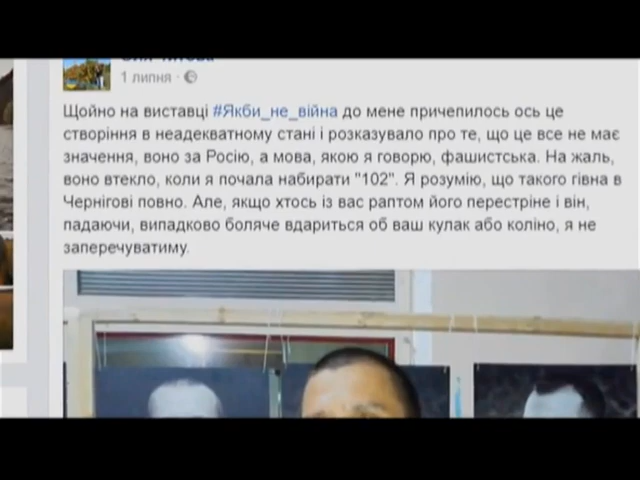 1 липня
Щойно на виставці #Якби_не_війна до мене причепилось ось це
створіння в неадекватному стані і розказувало про те, що це все не має
значення, воно за Росію, а мова, якою я говорю, фашистська. На жаль,
воно втекло, коли я почала набирати "102". Я розумію, що такого гівна в
Чернігові повно. Але, якщо хтось із вас раптом його перестріне і він,
падаючи, випадково боляче вдариться об ваш кулак або коліно, я не
заперечуватиму.